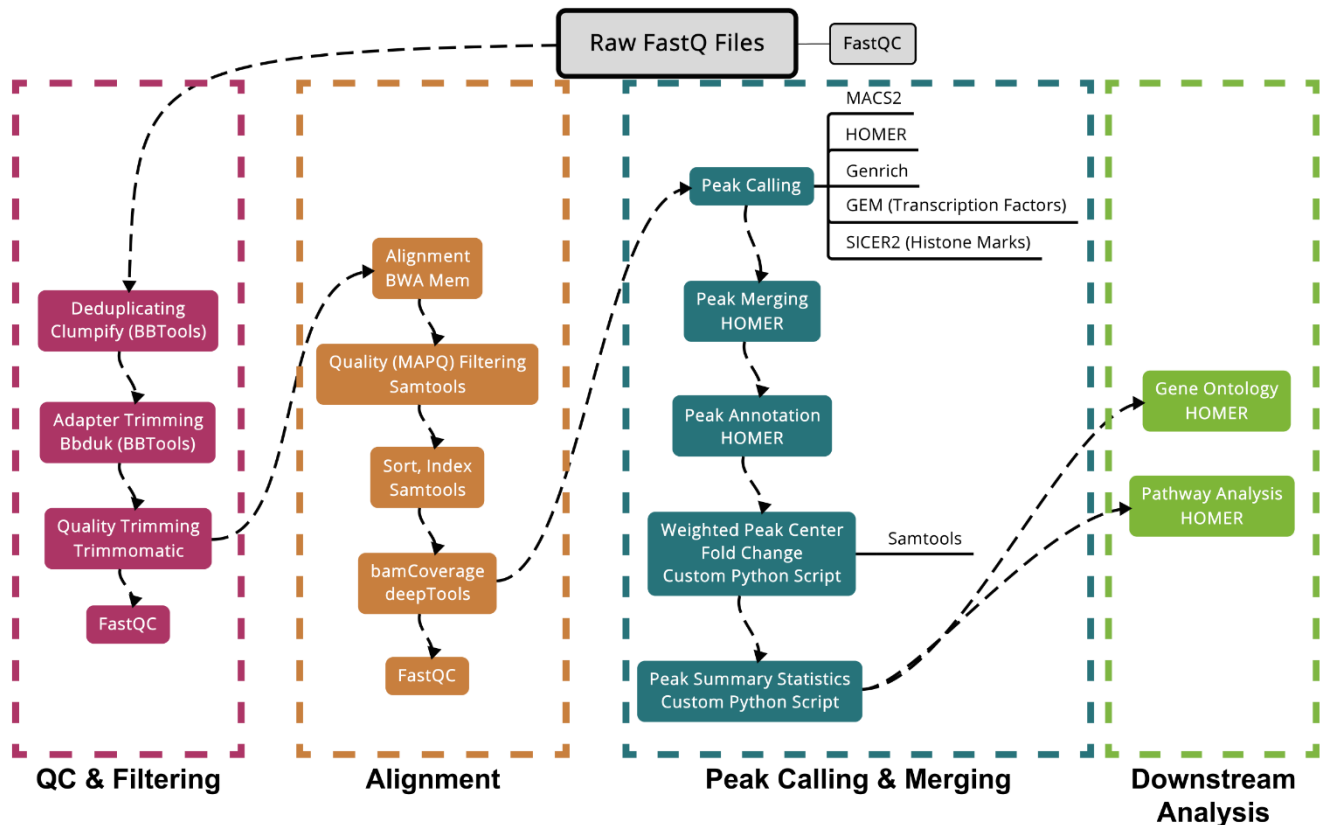 Raw FastQ Files
FastQC
Deduplicating
Clumpify (BBTools)
Adapter Trimming
Bbduk (BBTools)
Quality Trimming
Trimmomatic
FastQC
QC & Filtering
Alignment
BWA Mem
Quality (MAPQ) Filtering
Samtools
Sort, Index
Samtools
bamCoverage
deepTools
FastQC
Alignment
Peak Calling
MACS2
HOMER
Genrich
GEM (Transcription Factors)
SICER2 (Histone Marks)
Peak Merging
HOMER
Peak Annotation
HOMER
Weighted Peak Center
Fold Change
Custom Python Script
Samtools
Peak Summary Statistics
Custom Python Script
Peak Calling & Merging
Gene Ontology
HOMER
Pathway Analysis
HOMER
Downstream
Analysis